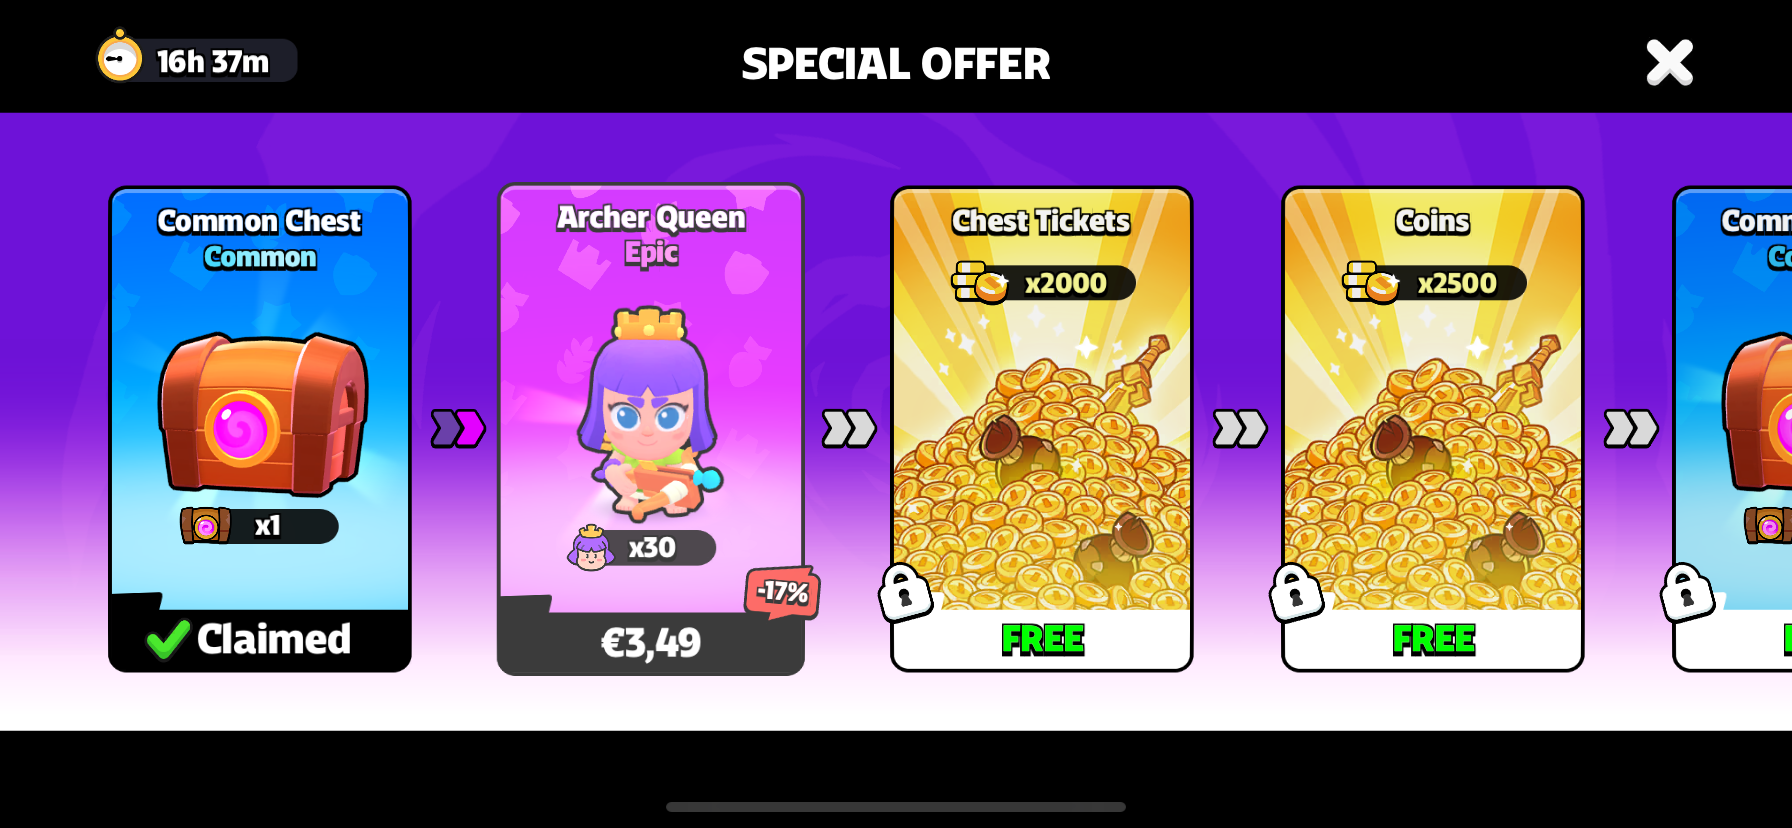 16h 37m
SPECIAL OFFER
Common Chest
Common
x1
Claimed
Archer Queen
Epic
x30
-17%
€3,49
Chest Tickets
x2000
FREE
Coins
x2500
FREE